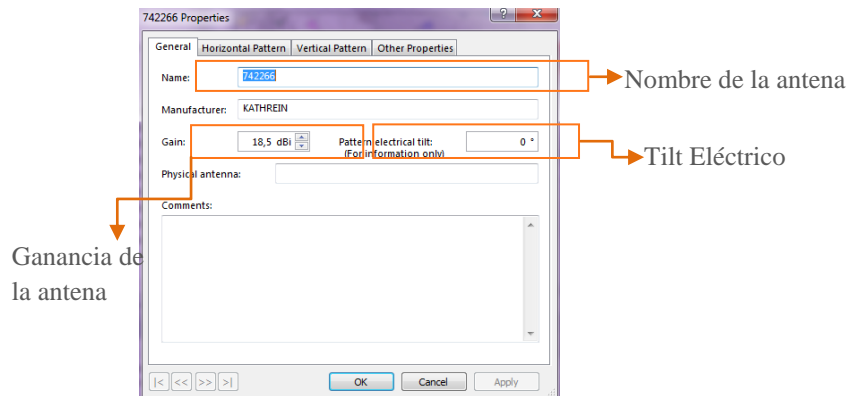 742266 Properties
General Horizontal Pattern Vertical Pattern Other Properties
Name: 742266
Nombre de la antena
Manufacturer: KATHREIN
Gain: 18,5 dBi Pattern electrical tilt: 0 °
(For information only)
Tilt Eléctrico
Physical antenna:
Comments:
Ganancia de
la antena
|< << >> >| OK Cancel Apply